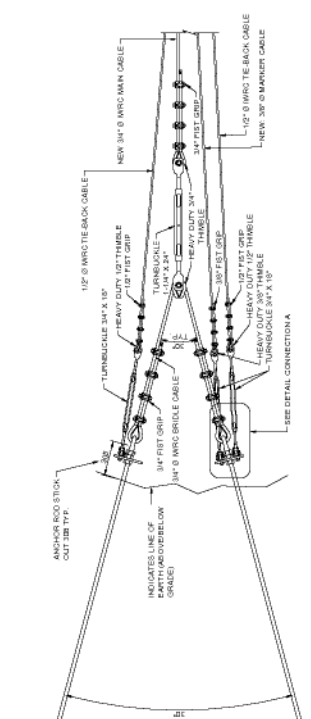 NEW 3/4" Ø IWRC MAIN CABLE
1/2" Ø IWRC TIE-BACK CABLE
NEW 3/8" Ø MARKER CABLE
1/2" Ø IWRC TIE-BACK CABLE
3/4" FIST GRIP
HEAVY DUTY 3/4"
THIMBLE
TURNBUCKLE
1-1/4" X 24"
HEAVY DUTY 1/2" THIMBLE
1/2" FIST GRIP
TURNBUCKLE 3/4" X 18"
TYP.
3/8" FIST GRIP
1/2" FIST GRIP
HEAVY DUTY 1/2" THIMBLE
HEAVY DUTY 3/8" THIMBLE
TURNBUCKLE 3/4" X 18"
3/4" FIST GRIP
3/4" Ø IWRC BRIDLE CABLE
SEE DETAIL CONNECTION A
ANCHOR ROD STICK
OUT TYP.
INDICATES LINE OF
EARTH (ABOVE/BELOW
GRADE)